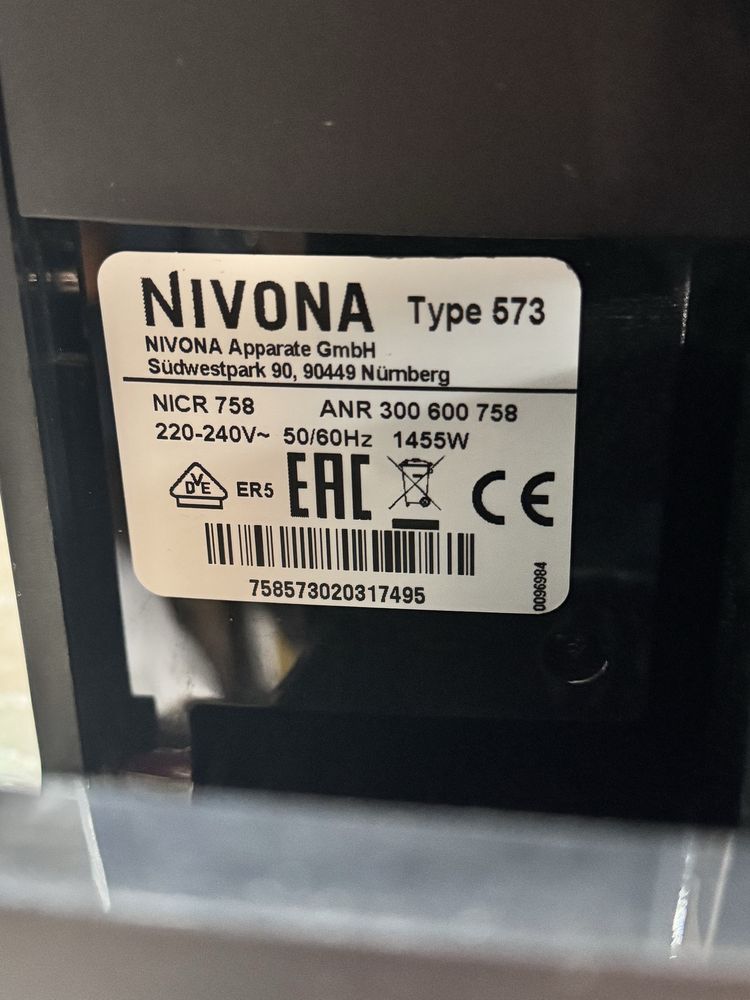 NIVONA Type 573
NIVONA Apparate GmbH
Südwestpark 90, 90449 Nürnberg
NICR 758 ANR 300 600 758
220-240V~ 50/60Hz 1455W
DVE ER5 EAC CE
758573020317495
0096984